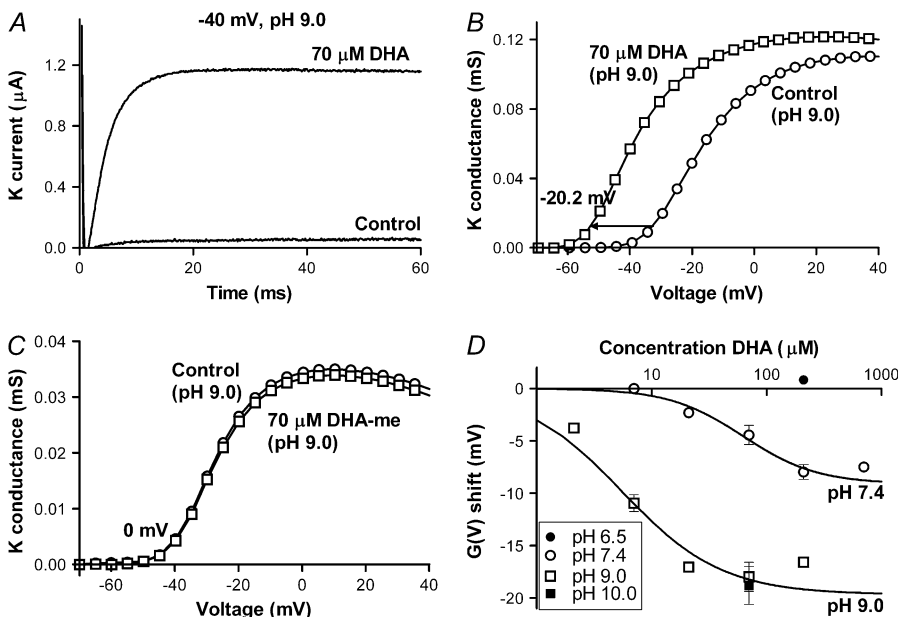 A
-40 mV, pH 9.0
70 μM DHA
Control
K current (μA)
1.2
0.8
0.4
0.0
0
20
40
60
Time (ms)
B
70 μM DHA
(pH 9.0)
Control
(pH 9.0)
-20.2 mV
K conductance (mS)
0.12
0.08
0.04
0.00
-60
-40
-20
0
20
40
Voltage (mV)
C
Control
(pH 9.0)
70 μM DHA-me
(pH 9.0)
0 mV
K conductance (mS)
0.04
0.03
0.02
0.01
0.00
-60
-40
-20
0
20
40
Voltage (mV)
D
Concentration DHA (μM)
10
100
1000
0
-5
-10
-15
-20
G(V) shift (mV)
pH 7.4
pH 9.0
pH 6.5
pH 7.4
pH 9.0
pH 10.0